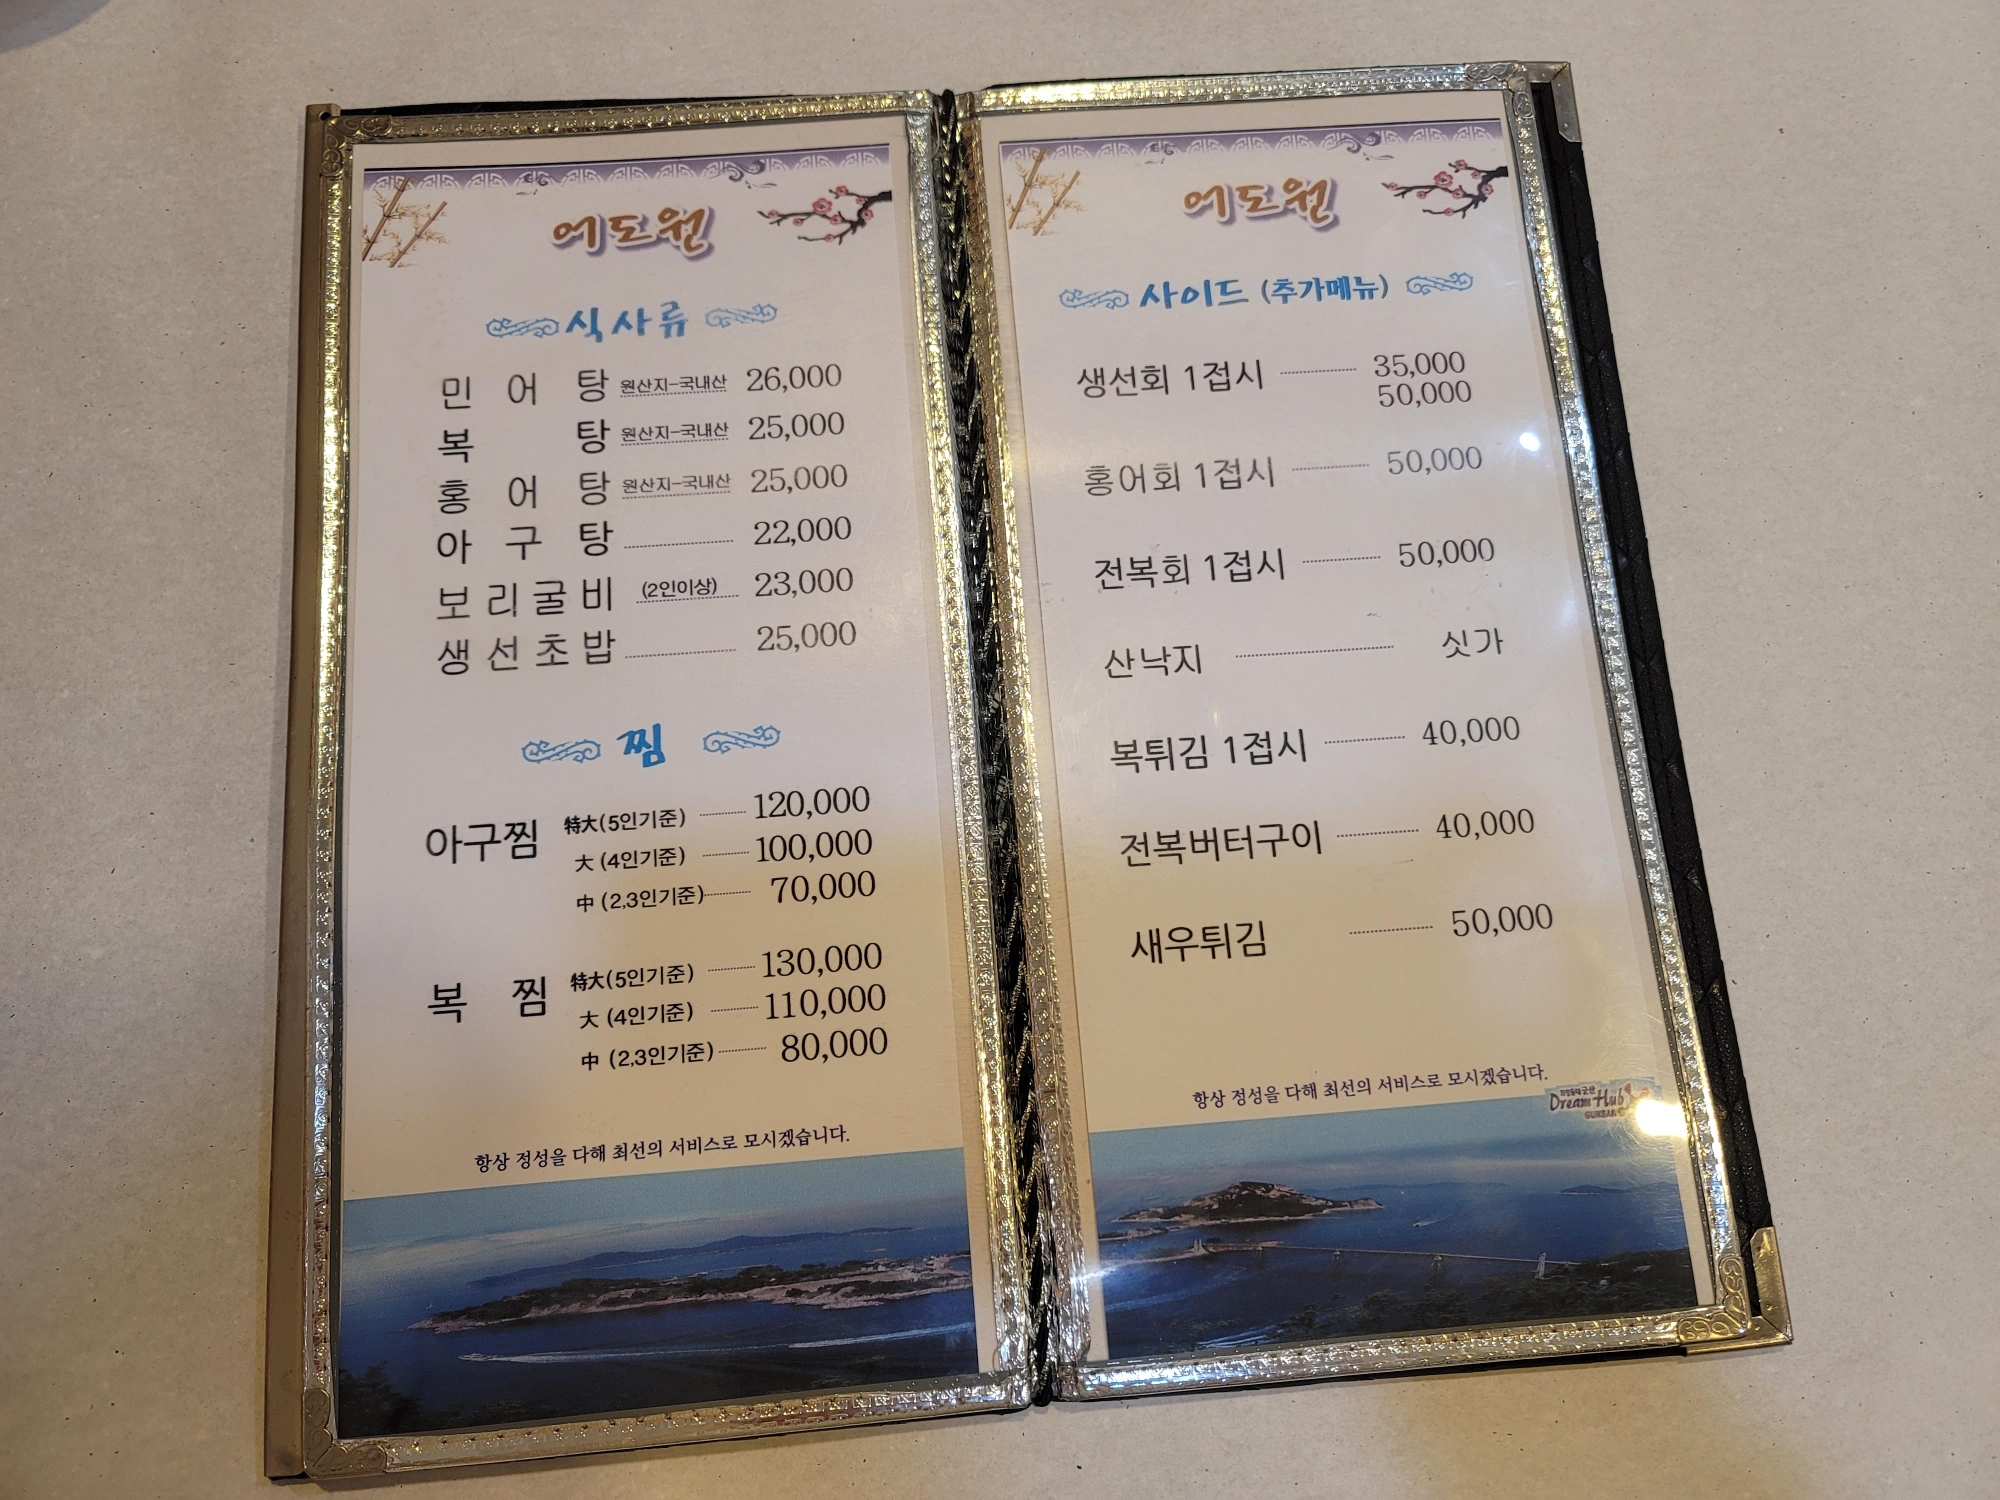 어도원
식사류
민어탕 원산지-국내산 26,000
복탕 원산지-국내산 25,000
홍어탕 원산지-국내산 25,000
아구탕 22,000
보리굴비 (2인이상) 23,000
생선초밥 25,000
찜
아구찜 特大(5인기준) 120,000
大 (4인기준) 100,000
中 (2,3인기준) 70,000
복찜 特大(5인기준) 130,000
大 (4인기준) 110,000
中 (2,3인기준) 80,000
항상 정성을 다해 최선의 서비스로 모시겠습니다.
어도원
사이드 (추가메뉴)
생선회 1접시 35,000
50,000
홍어회 1접시 50,000
전복회 1접시 50,000
산낙지 싯가
복튀김 1접시 40,000
전복버터구이 40,000
새우튀김 50,000
항상 정성을 다해 최선의 서비스로 모시겠습니다.
Dream Hub